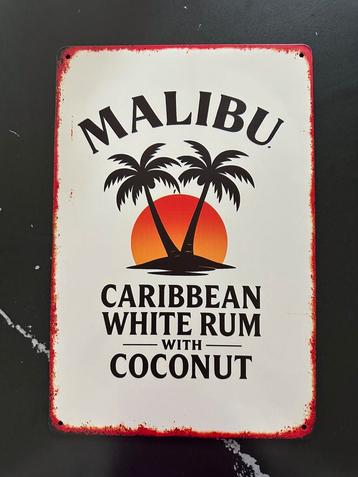 MALIBU
CARIBBEAN
WHITE RUM
WITH
COCONUT